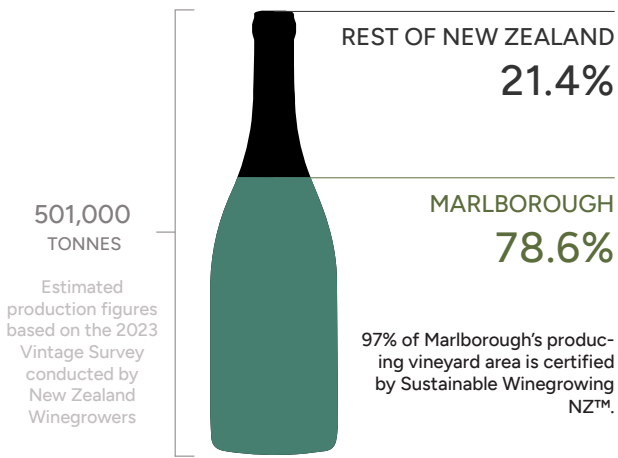 REST OF NEW ZEALAND
21.4%
MARLBOROUGH
78.6%
501,000
TONNES
Estimated
production figures
based on the 2023
Vintage Survey
conducted by
New Zealand
Winegrowers
97% of Marlborough’s produc-
ing vineyard area is certified
by Sustainable Winegrowing
NZ™.